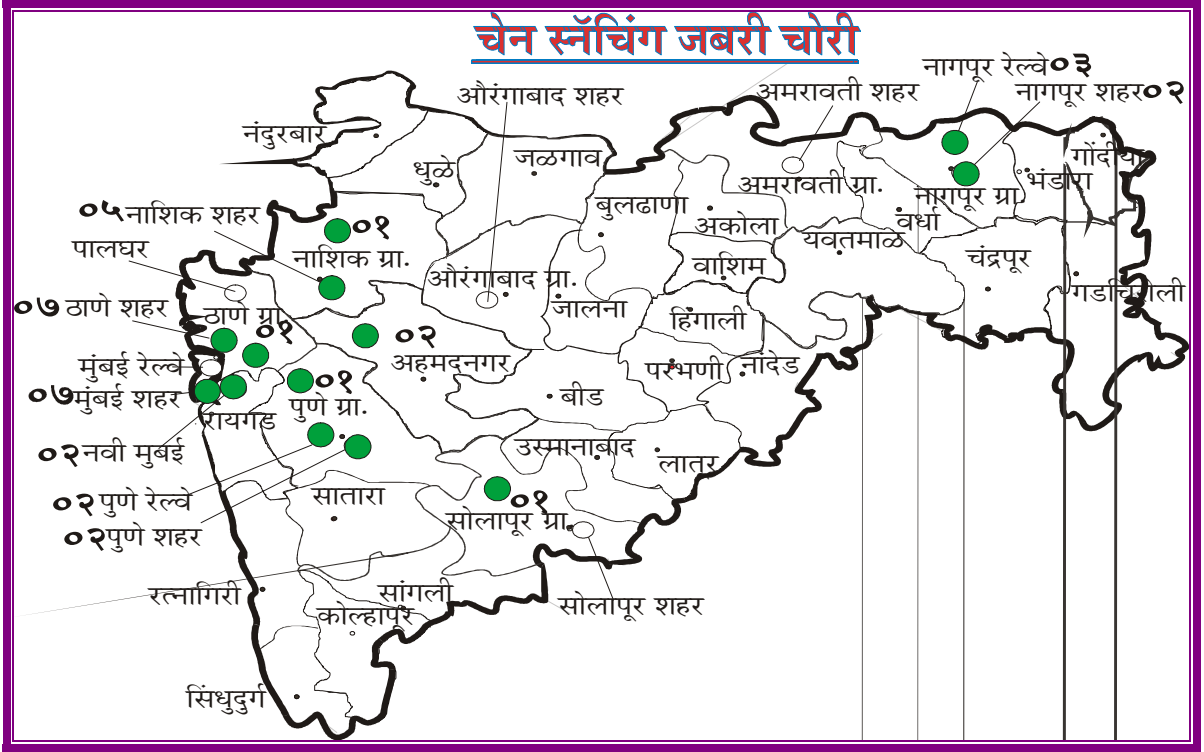 चेन स्नॅचिंग जबरी चोरी
नागपूर रेल्वे०३
औरंगाबाद शहर
अमरावती शहर
नागपूर शहर०२
नंदुरबार
धुळे
जळगाव
गोंदीया
भंडारा
अमरावती ग्रा.
नागपूर ग्रा.
०५नाशिक शहर
०१
बुलढाणा
अकोला
वर्धा
पालघर
नाशिक ग्रा.
यवतमाळ
चंद्रपूर
औरंगाबाद ग्रा.
वाशिम
गडचिरोली
०७ ठाणे शहर
ठाणे ग्रा
०१
जालना
हिंगाली
०२
मुंबई रेल्वे
अहमदनगर
परभणी
नांदेड
०७मुंबई शहर
०१
बीड
रायगड
पुणे ग्रा.
०२नवी मुबई
उस्मानाबाद
लातूर
०२पुणे रेल्वे
सातारा
०१
सोलापूर ग्रा.
०२पुणे शहर
रत्नागिरी
सांगली
सोलापूर शहर
कोल्हापूर
सिंधुदुर्ग